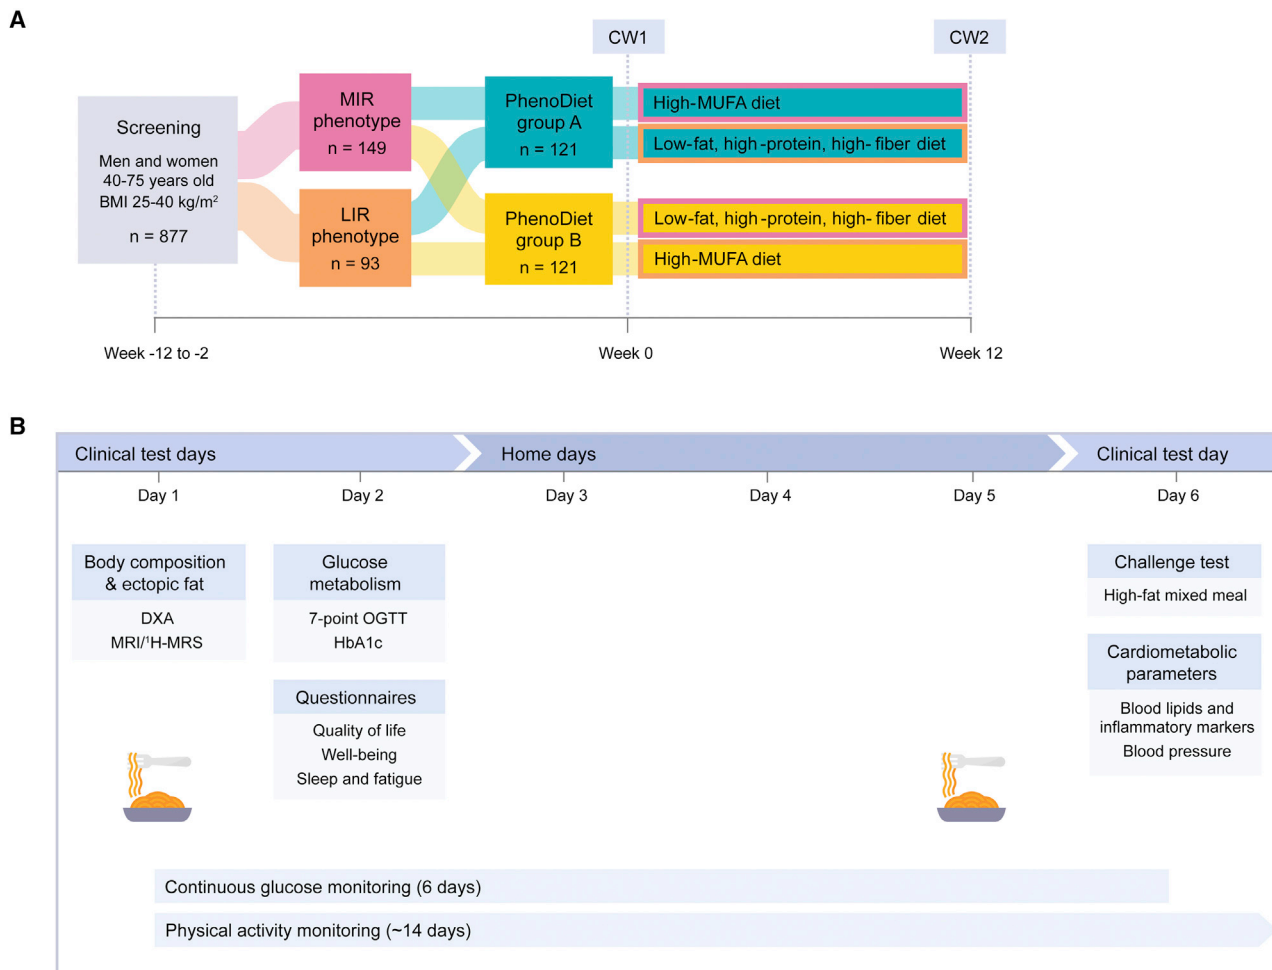 A
CW1
CW2
Screening
Men and women
40-75 years old
BMI 25-40 kg/m²
n = 877
MIR
phenotype
n = 149
LIR
phenotype
n = 93
PhenoDiet
group A
n = 121
PhenoDiet
group B
n = 121
High-MUFA diet
Low-fat, high-protein, high-fiber diet
Low-fat, high-protein, high-fiber diet
High-MUFA diet
Week -12 to -2
Week 0
Week 12
B
Clinical test days
Home days
Clinical test day
Day 1
Day 2
Day 3
Day 4
Day 5
Day 6
Body composition
& ectopic fat
DXA
MRI/¹H-MRS
Glucose
metabolism
7-point OGTT
HbA1c
Questionnaires
Quality of life
Well-being
Sleep and fatigue
Challenge test
High-fat mixed meal
Cardiometabolic
parameters
Blood lipids and
inflammatory markers
Blood pressure
Continuous glucose monitoring (6 days)
Physical activity monitoring (~14 days)